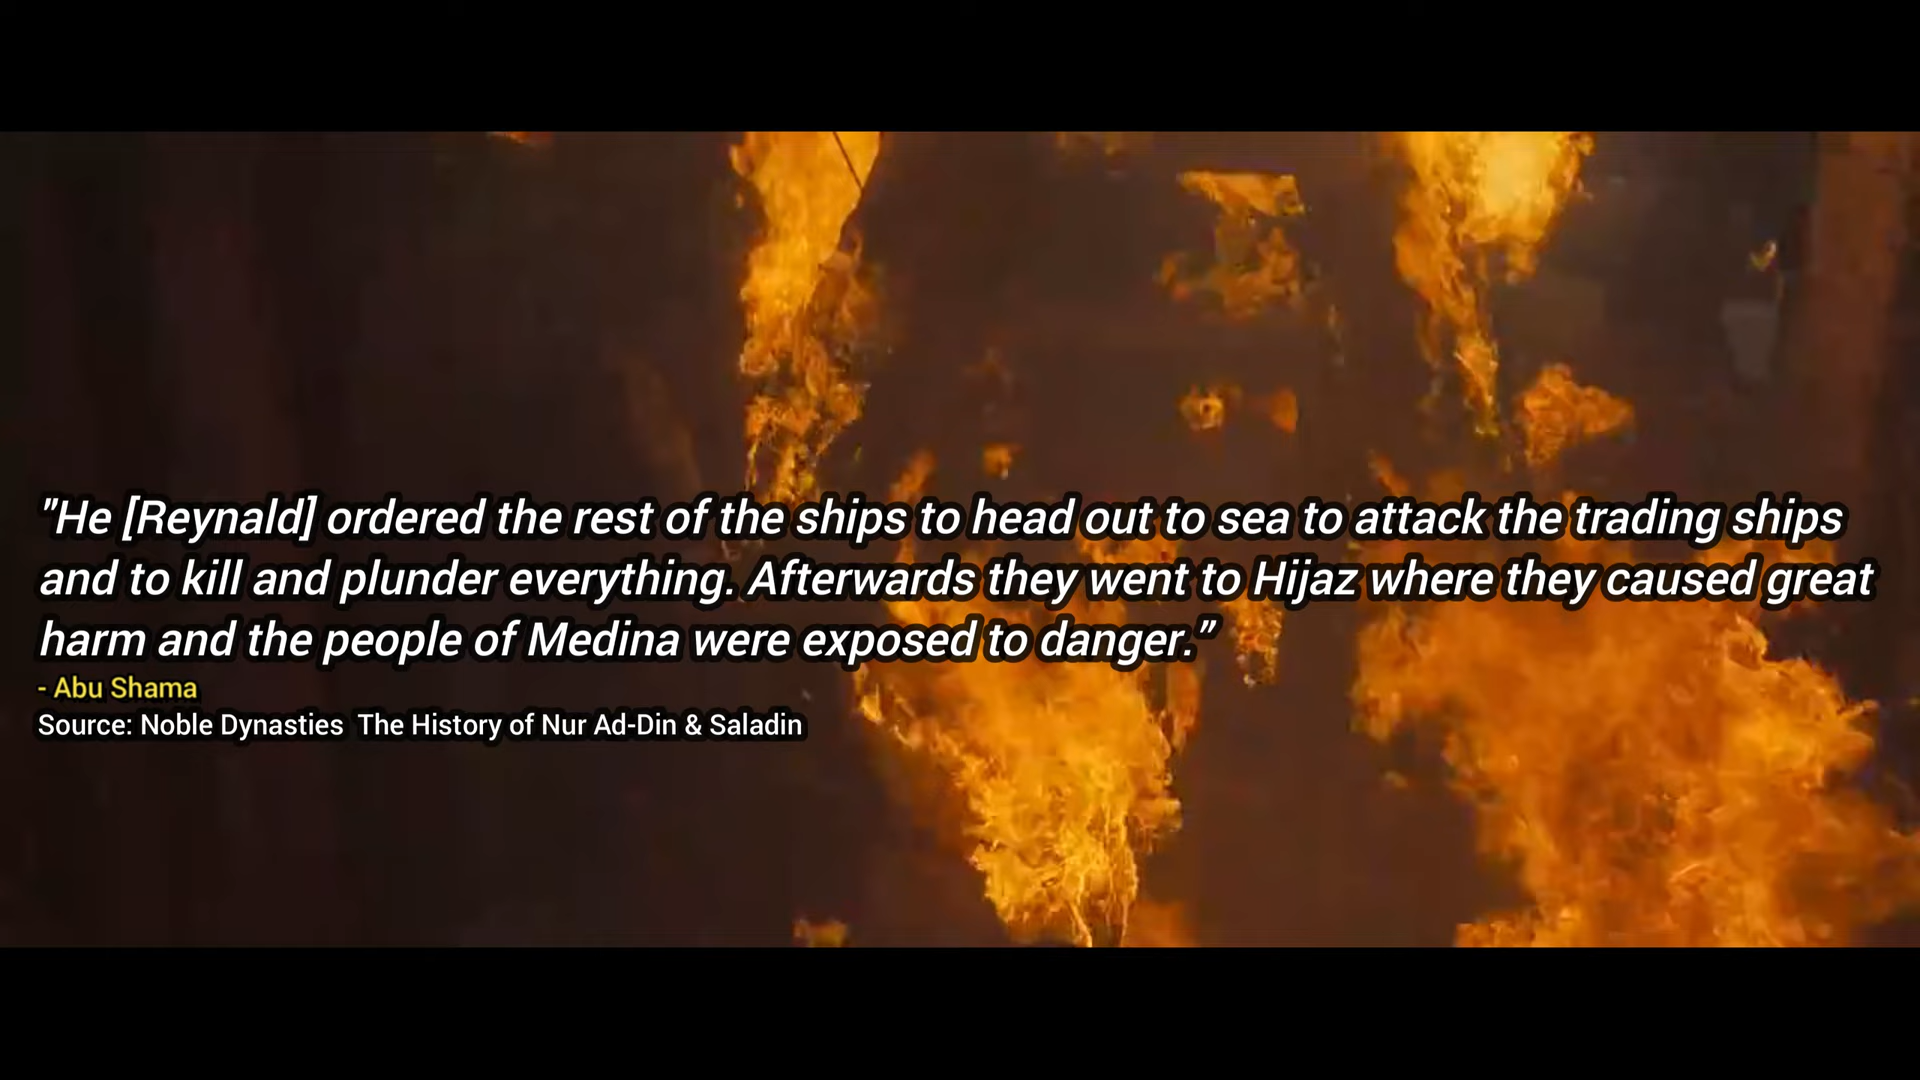 "He [Reynald] ordered the rest of the ships to head out to sea to attack the trading ships
and to kill and plunder everything. Afterwards they went to Hijaz where they caused great
harm and the people of Medina were exposed to danger.”
- Abu Shama
Source: Noble Dynasties  The History of Nur Ad-Din & Saladin